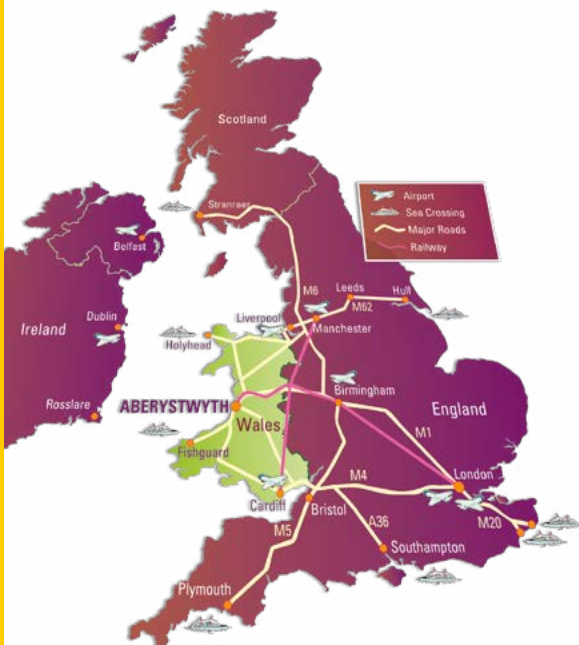 Scotland
Airport
Sea Crossing
Major Roads
Railway
Stranraer
Belfast
M6
Leeds
Hull
M62
Liverpool
Manchester
Dublin
Ireland
Holyhead
Birmingham
England
ABERYSTWYTH
Wales
Rosslare
M1
Fishguard
London
M4
Cardiff
Bristol
M20
A36
M5
Southampton
Plymouth